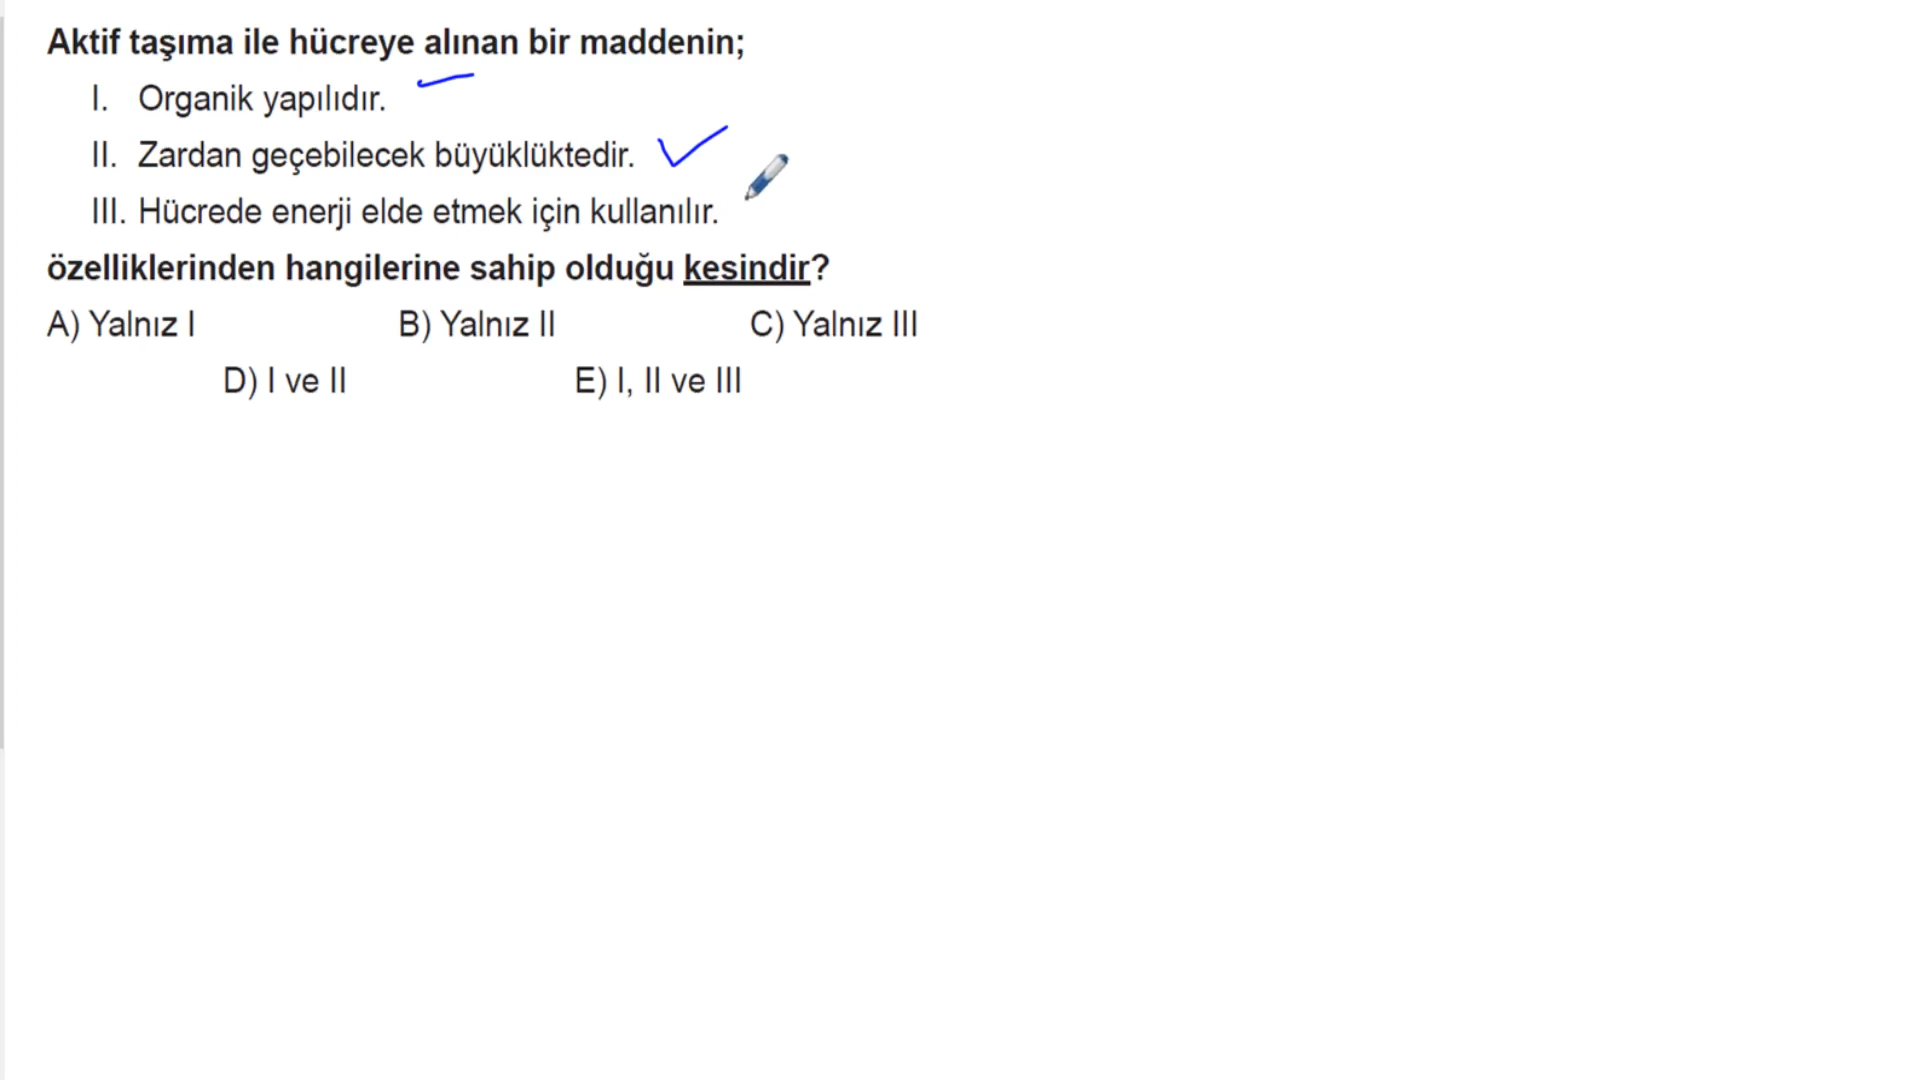 Aktif taşıma ile hücreye alınan bir maddenin;
I. Organik yapılıdır.
II. Zardan geçebilecek büyüklüktedir.
III. Hücrede enerji elde etmek için kullanılır.
özelliklerinden hangilerine sahip olduğu kesindir?
A) Yalnız I B) Yalnız II C) Yalnız III
D) I ve II E) I, II ve III